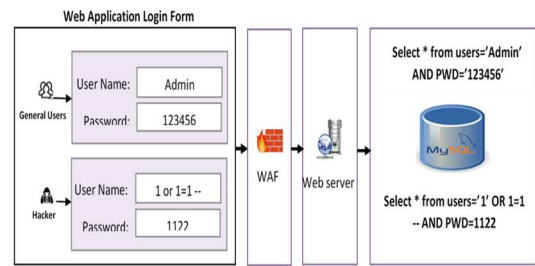 Web Application Login Form
General Users
User Name:
Admin
Password:
123456
Hacker
User Name:
1 or 1=1 --
Password:
1122
WAF
Web server
Select * from users='Admin'
AND PWD='123456'
MySQL
Select * from users='1' OR 1=1
-- AND PWD=1122